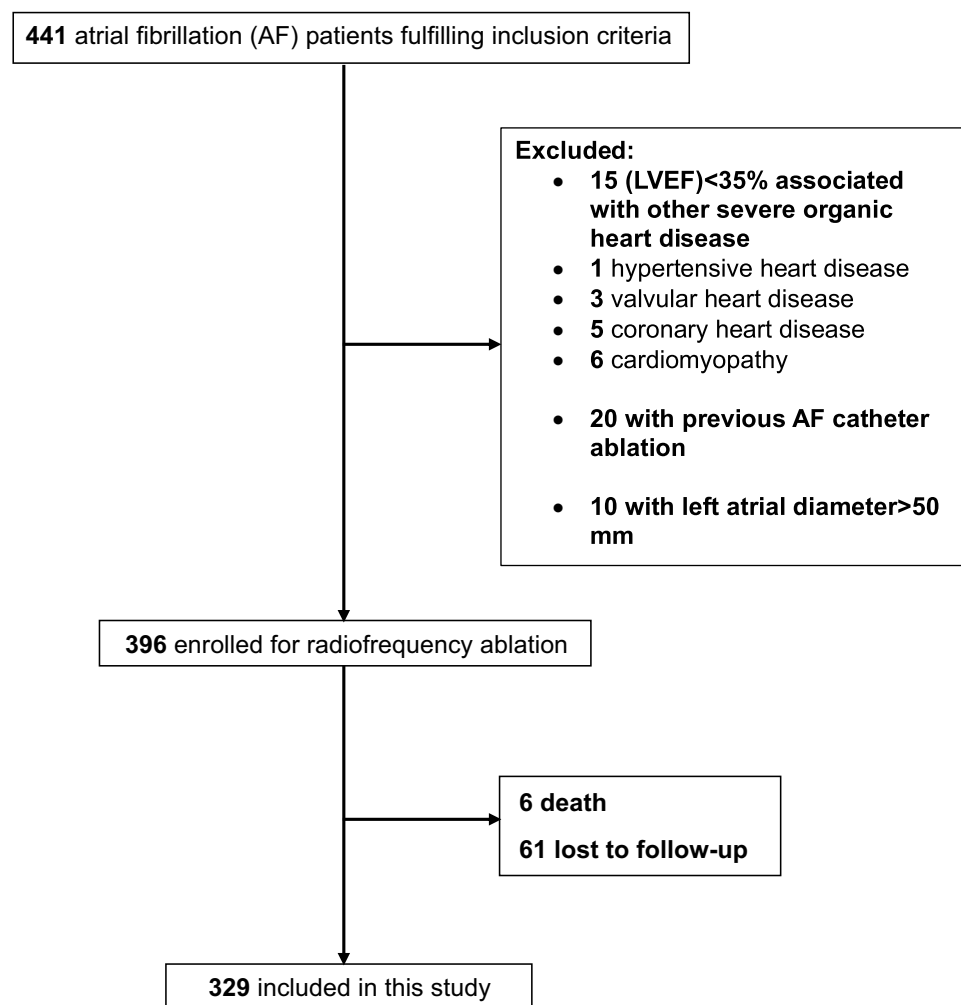 441 atrial fibrillation (AF) patients fulfilling inclusion criteria
Excluded:
• 15 (LVEF)<35% associated
with other severe organic
heart disease
• 1 hypertensive heart disease
• 3 valvular heart disease
• 5 coronary heart disease
• 6 cardiomyopathy
• 20 with previous AF catheter
ablation
• 10 with left atrial diameter>50
mm
396 enrolled for radiofrequency ablation
6 death
61 lost to follow-up
329 included in this study